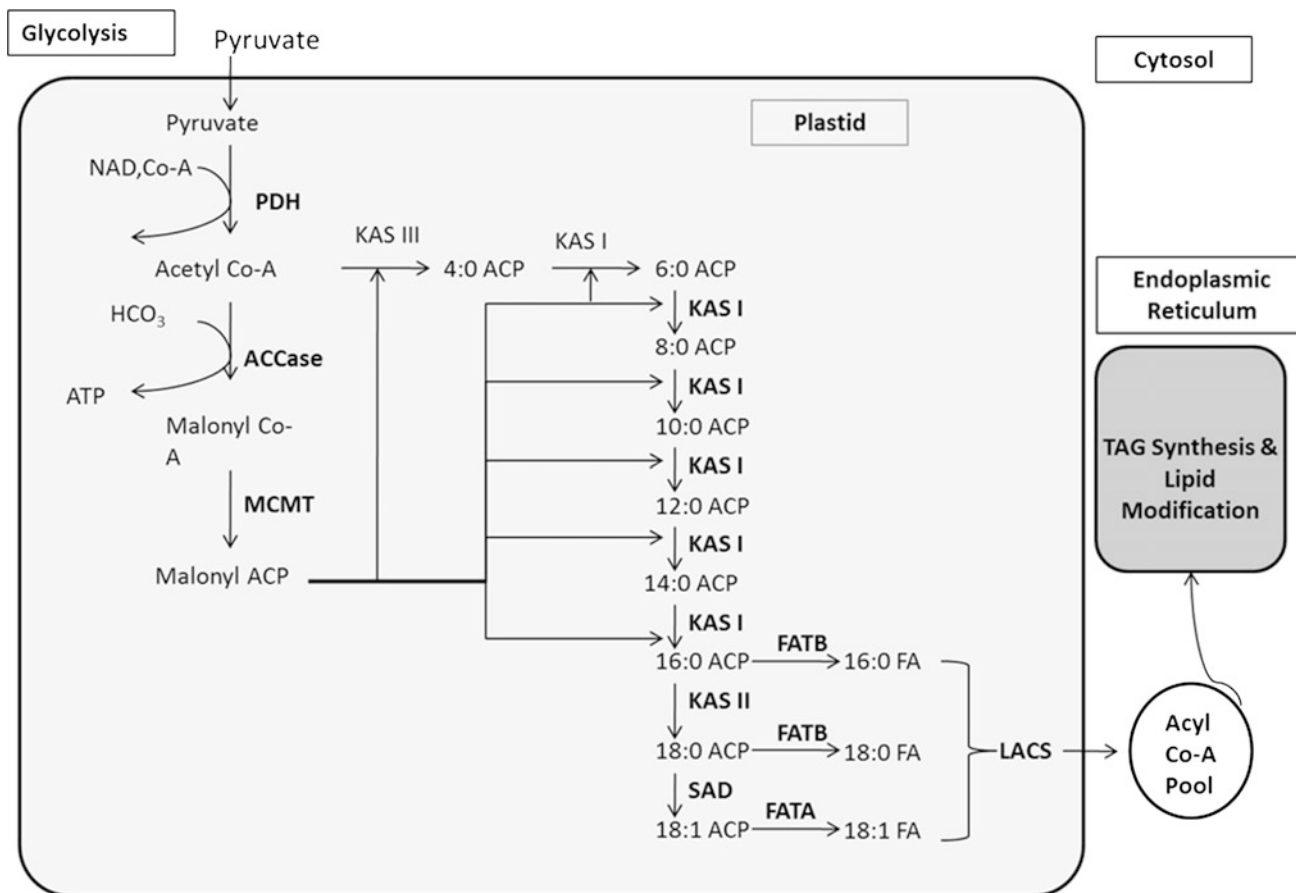 Glycolysis
Pyruvate
Cytosol
Plastid
Pyruvate
NAD,Co-A
PDH
KAS III
KAS I
Acetyl Co-A
4:0 ACP
6:0 ACP
Endoplasmic
Reticulum
HCO3
KAS I
ACCase
8:0 ACP
ATP
KAS I
Malonyl Co-
A
10:0 ACP
TAG Synthesis &
Lipid
Modification
KAS I
MCMT
12:0 ACP
KAS I
Malonyl ACP
14:0 ACP
KAS I
FATB
16:0 ACP
16:0 FA
KAS II
FATB
18:0 ACP
18:0 FA
LACS
Acyl
Co-A
Pool
SAD
FATA
18:1 ACP
18:1 FA